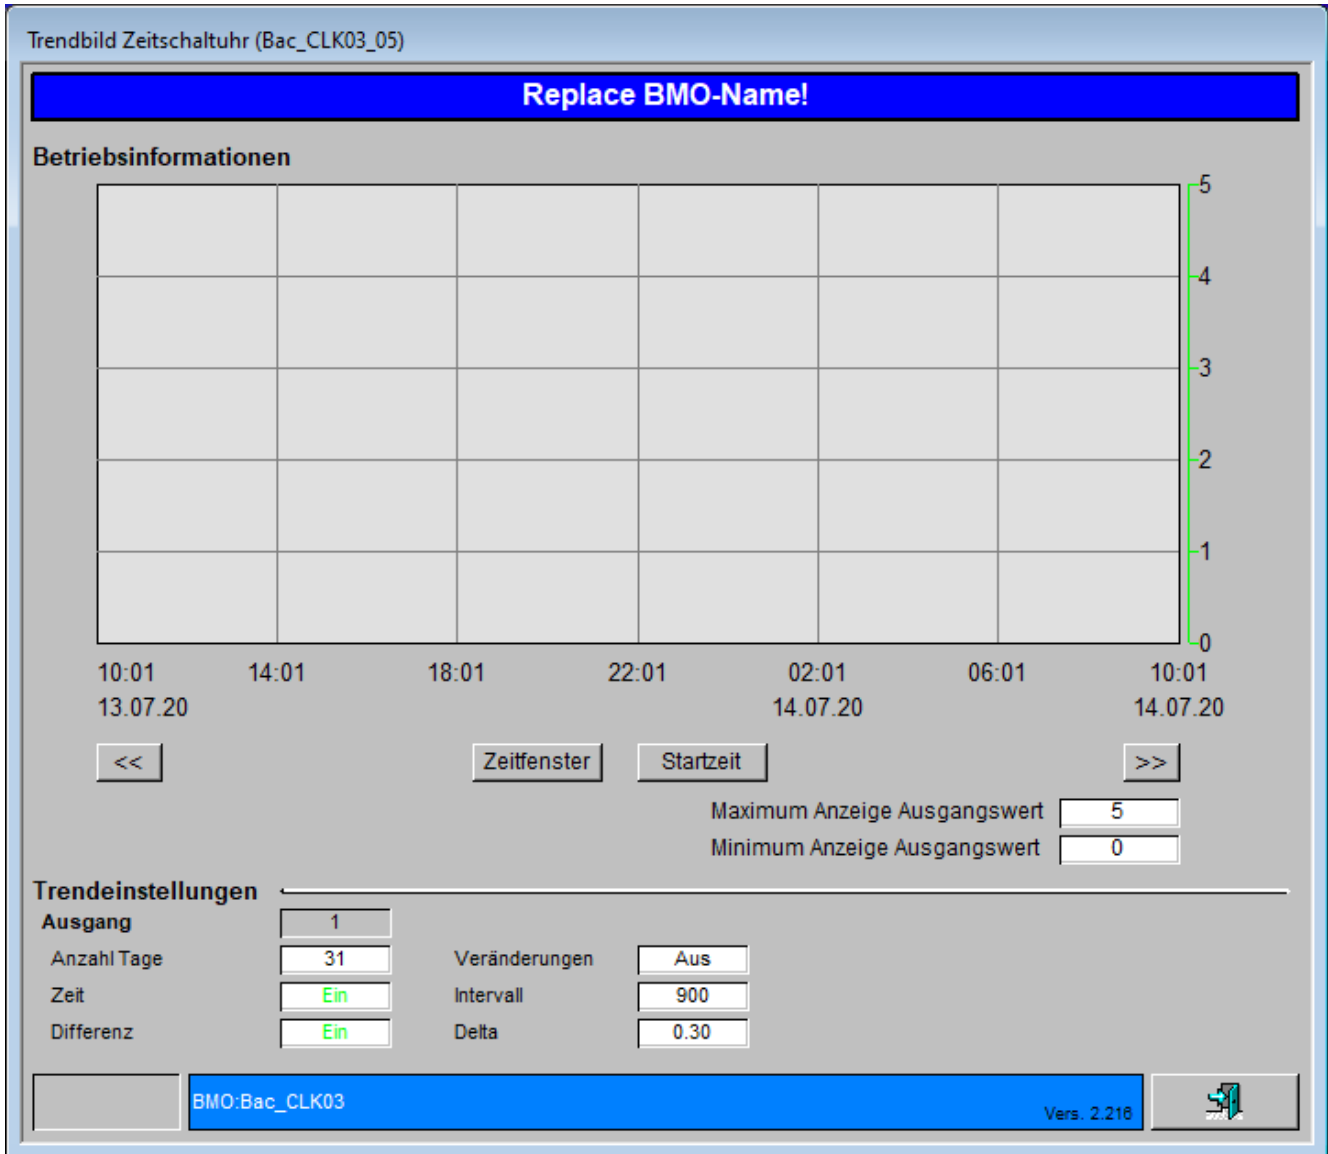 Trendbild Zeitschaltuhr (Bac_CLK03_05)
Replace BMO-Name!
Betriebsinformationen
5
4
3
2
1
0
10:01 14:01 18:01 22:01 02:01 06:01 10:01
13.07.20 14.07.20 14.07.20
<< Zeitfenster Startzeit >>
Maximum Anzeige Ausgangswert 5
Minimum Anzeige Ausgangswert 0
Trendeinstellungen
Ausgang 1
Anzahl Tage 31 Veränderungen Aus
Zeit Ein Intervall 900
Differenz Ein Delta 0.30
BMO:Bac_CLK03 Vers. 2.216